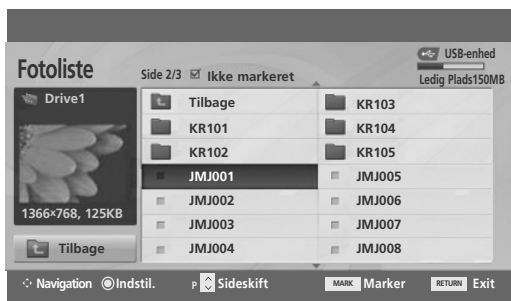 USB-enhed
Fotoliste
Side 2/3 Ikke markeret
Ledig Plads150MB
Drive1
Tilbage
KR101
KR102
JMJ001
JMJ002
JMJ003
JMJ004
KR103
KR104
KR105
JMJ005
JMJ006
JMJ007
JMJ008
1366×768, 125KB
Tilbage
Navigation Indstil. P Sideskift MARK Marker RETURN Exit